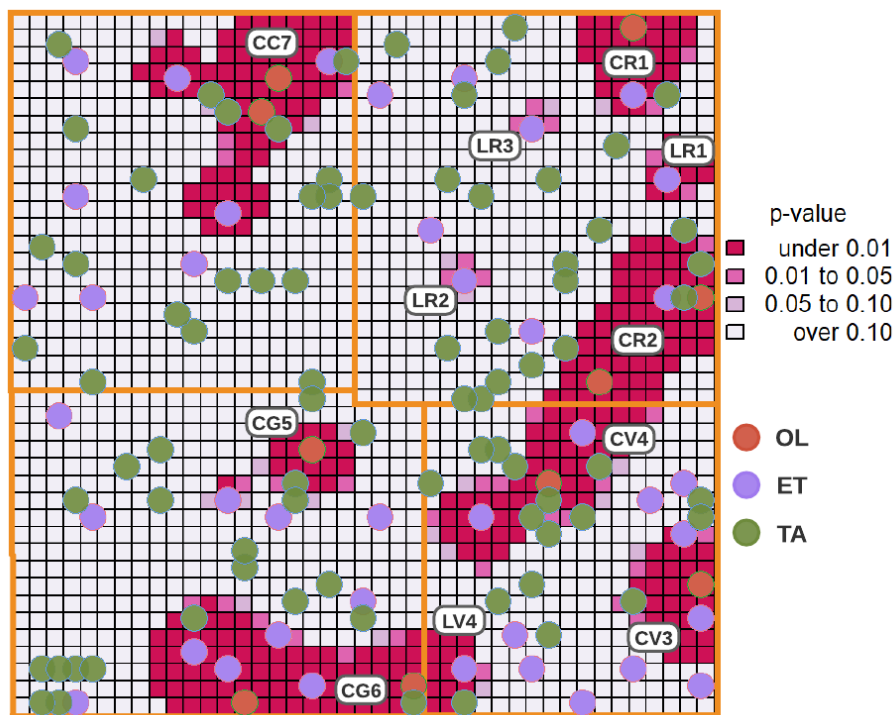 CC7
CR1
LR3
LR1
LR2
CR2
CG5
CV4
LV4
CV3
CG6
p-value
under 0.01
0.01 to 0.05
0.05 to 0.10
over 0.10
OL
ET
TA